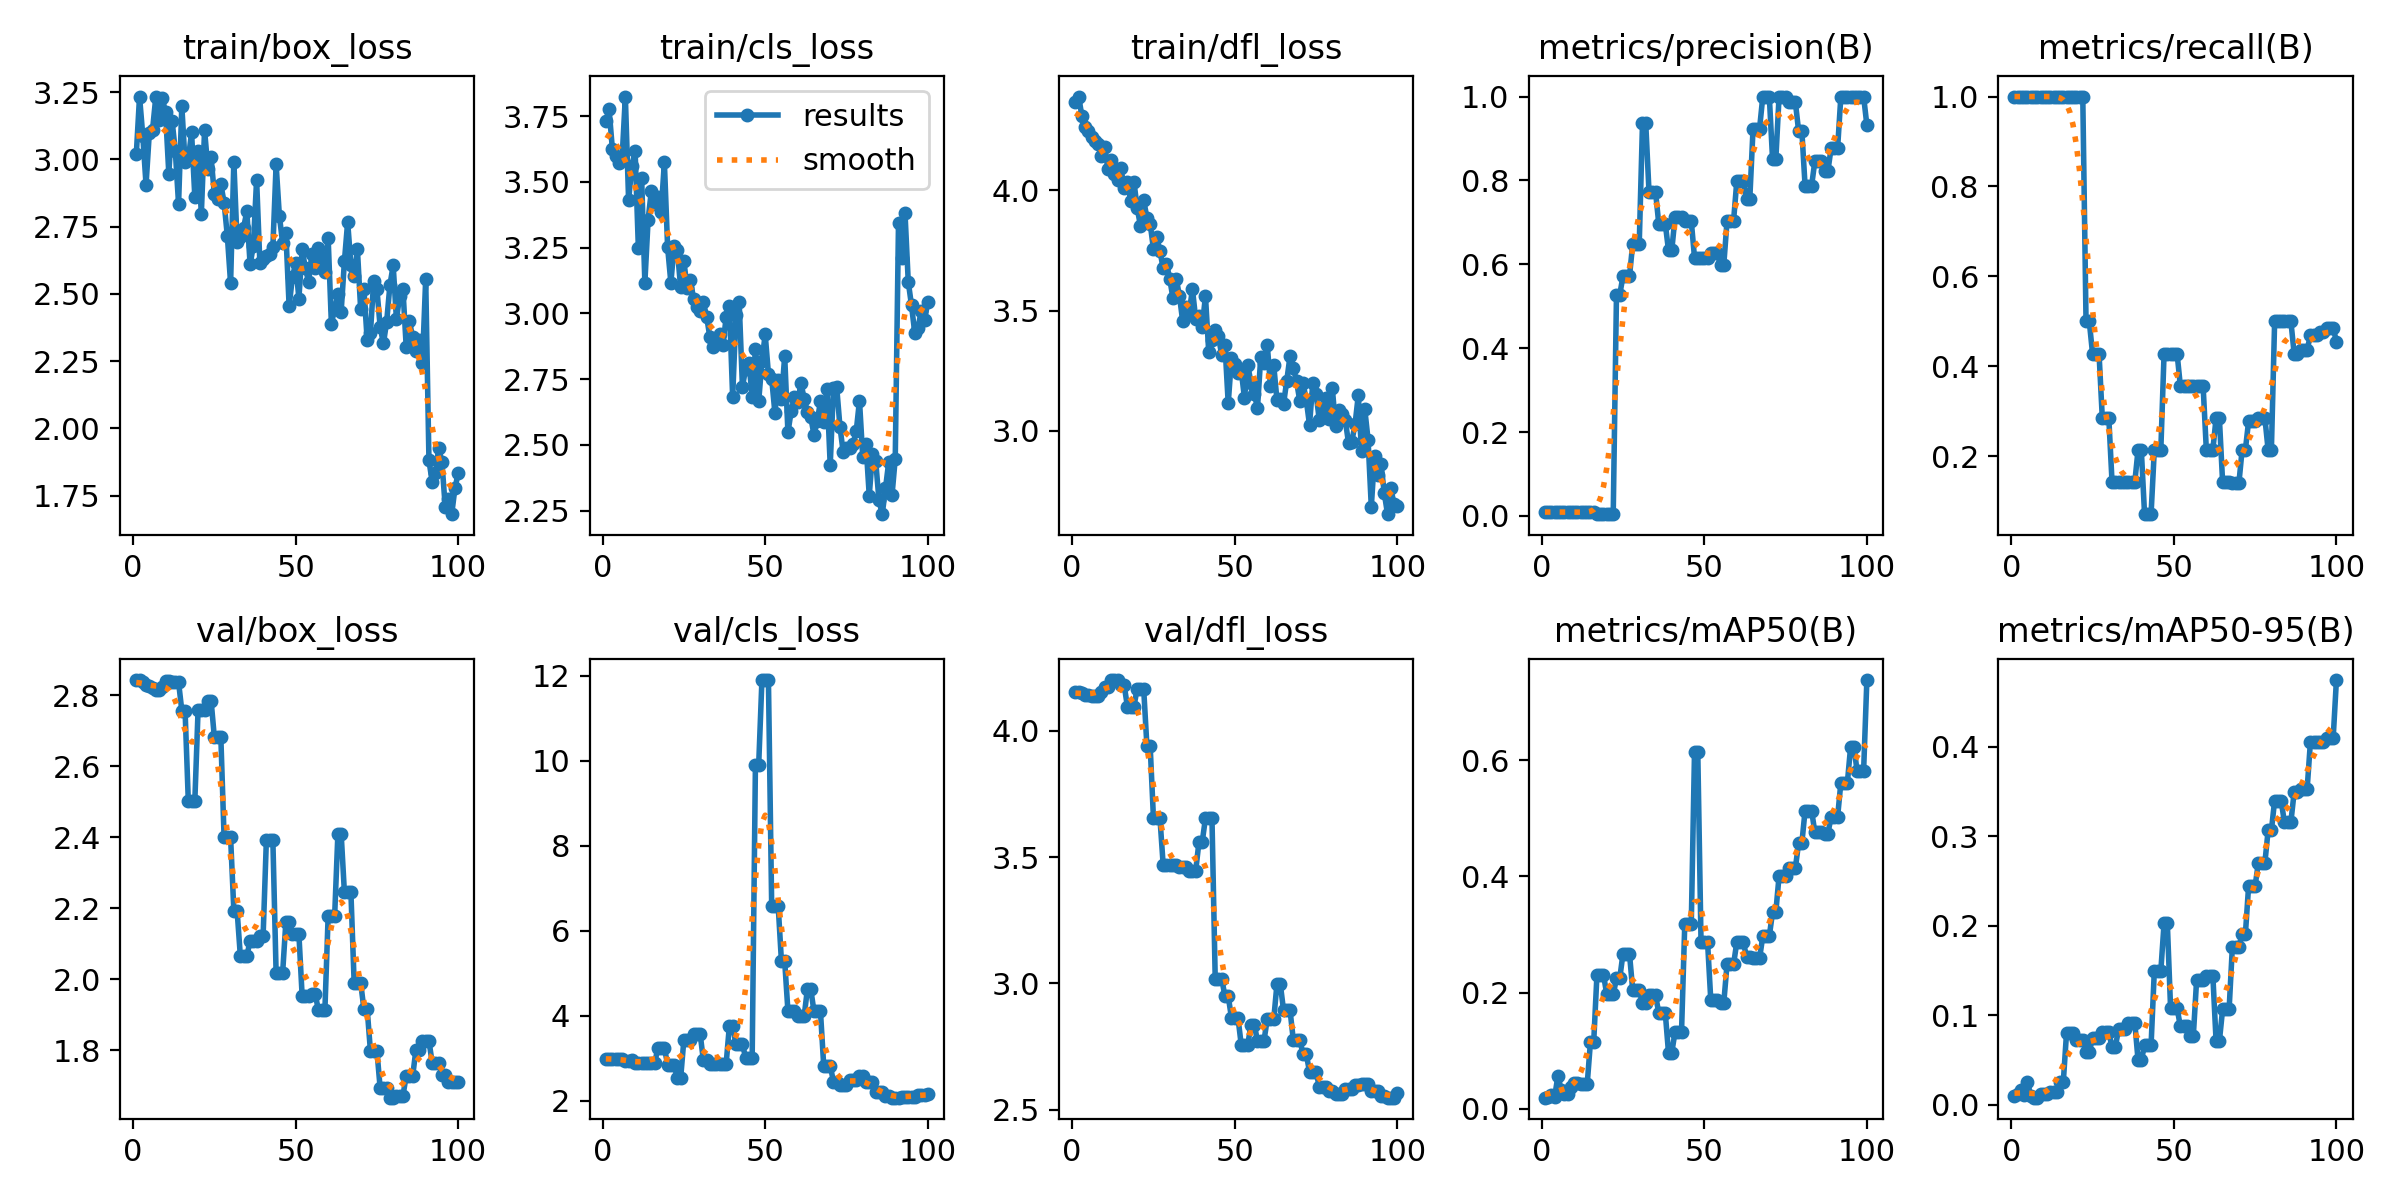 train/box_loss
3.25
3.00
2.75
2.50
2.25
2.00
1.75
0 50 100
train/cls_loss
results
smooth
3.75
3.50
3.25
3.00
2.75
2.50
2.25
0 50 100
train/dfl_loss
4.0
3.5
3.0
0 50 100
metrics/precision(B)
1.0
0.8
0.6
0.4
0.2
0.0
0 50 100
metrics/recall(B)
1.0
0.8
0.6
0.4
0.2
0 50 100
val/box_loss
2.8
2.6
2.4
2.2
2.0
1.8
0 50 100
val/cls_loss
12
10
8
6
4
2
0 50 100
val/dfl_loss
4.0
3.5
3.0
2.5
0 50 100
metrics/mAP50(B)
0.6
0.4
0.2
0.0
0 50 100
metrics/mAP50-95(B)
0.4
0.3
0.2
0.1
0.0
0 50 100